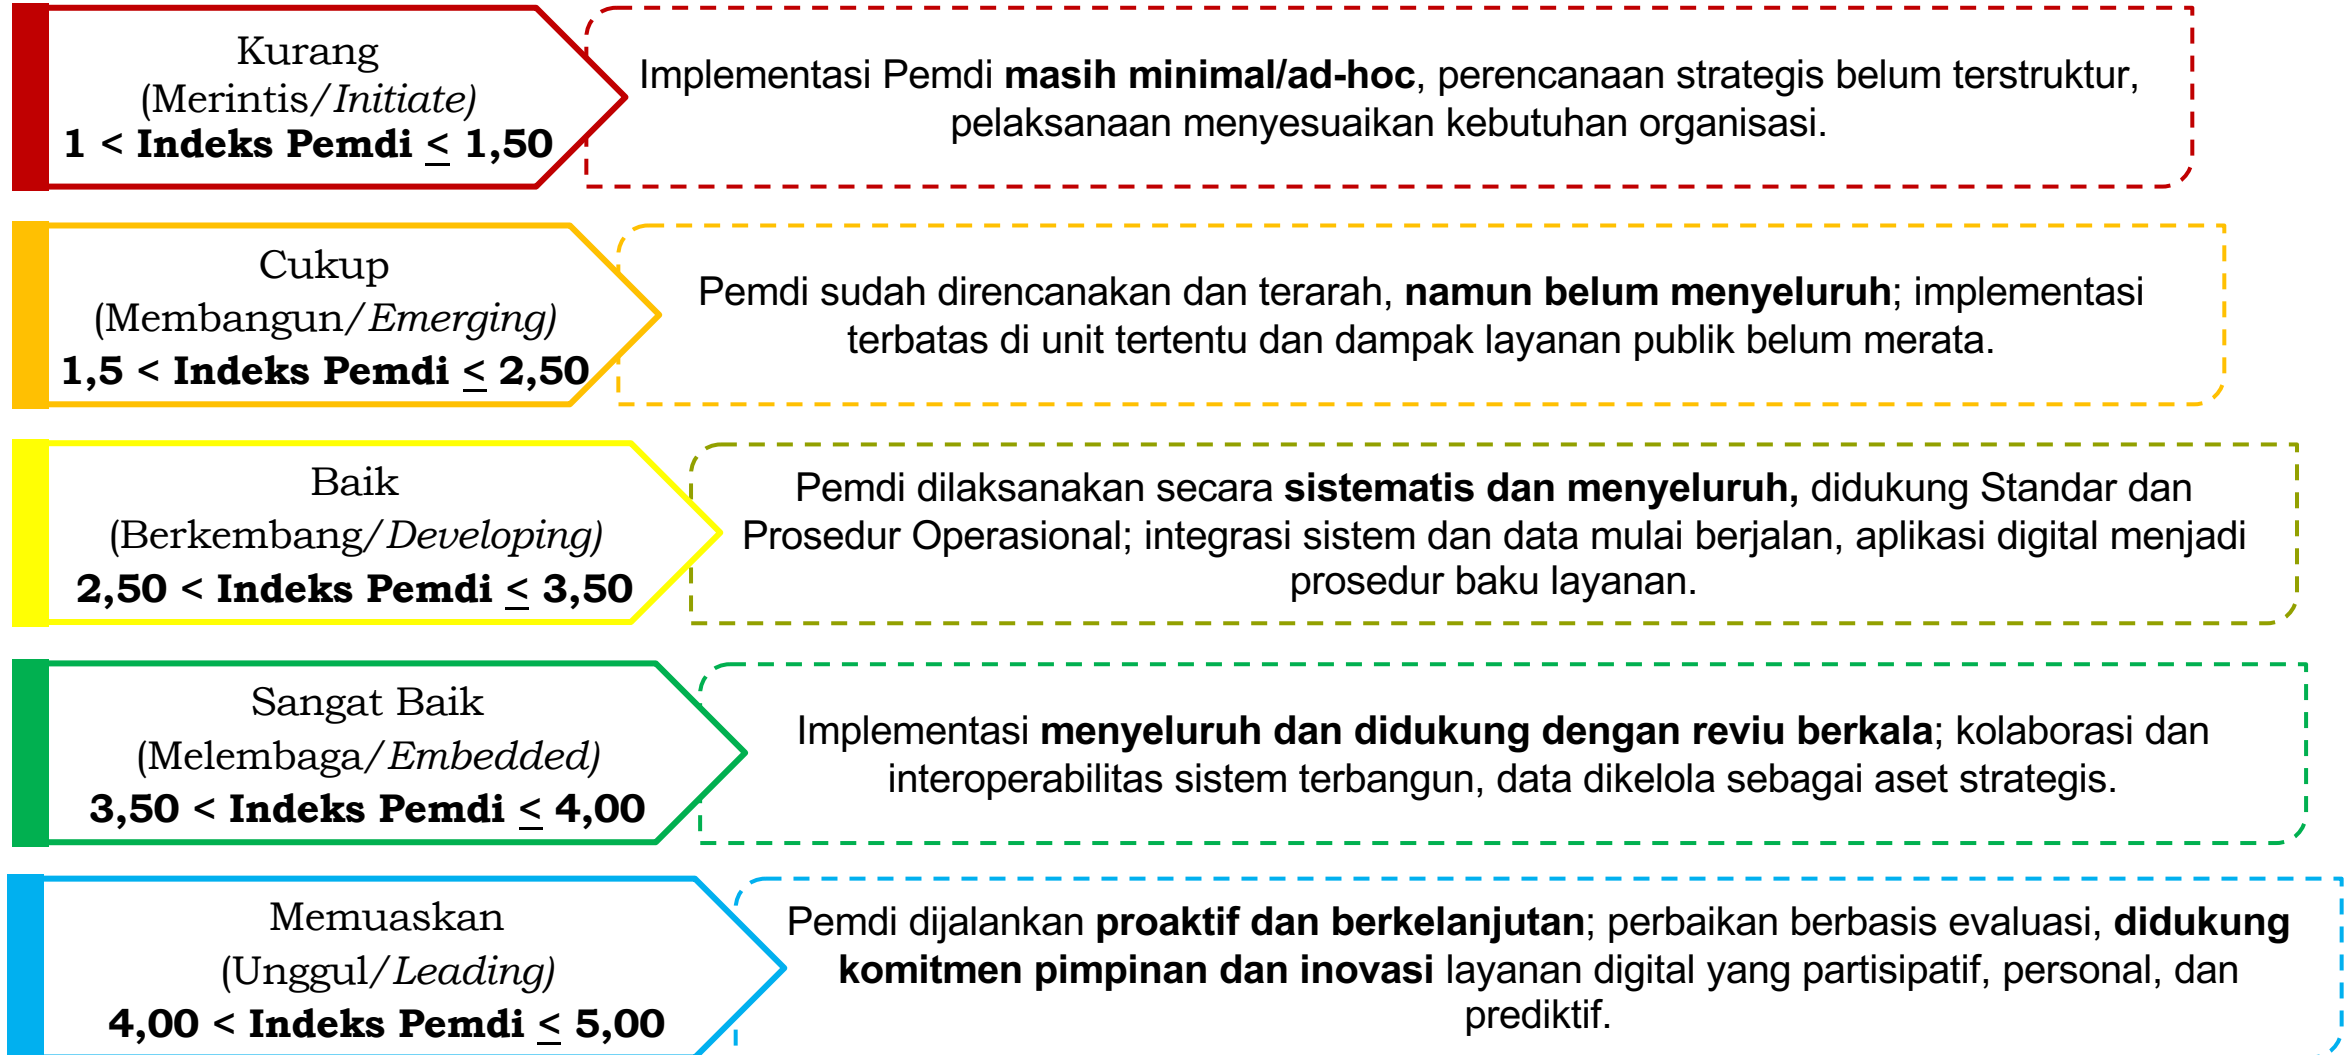 Kurang
(Merintis/Initiate)
1 < Indeks Pemdi ≤ 1,50
Implementasi Pemdi masih minimal/ad-hoc, perencanaan strategis belum terstruktur,
pelaksanaan menyesuaikan kebutuhan organisasi.
Cukup
(Membangun/Emerging)
1,5 < Indeks Pemdi ≤ 2,50
Pemdi sudah direncanakan dan terarah, namun belum menyeluruh; implementasi
terbatas di unit tertentu dan dampak layanan publik belum merata.
Baik
(Berkembang/Developing)
2,50 < Indeks Pemdi ≤ 3,50
Pemdi dilaksanakan secara sistematis dan menyeluruh, didukung Standar dan
Prosedur Operasional; integrasi sistem dan data mulai berjalan, aplikasi digital menjadi
prosedur baku layanan.
Sangat Baik
(Melembaga/Embedded)
3,50 < Indeks Pemdi ≤ 4,00
Implementasi menyeluruh dan didukung dengan reviu berkala; kolaborasi dan
interoperabilitas sistem terbangun, data dikelola sebagai aset strategis.
Memuaskan
(Unggul/Leading)
4,00 < Indeks Pemdi ≤ 5,00
Pemdi dijalankan proaktif dan berkelanjutan; perbaikan berbasis evaluasi, didukung
komitmen pimpinan dan inovasi layanan digital yang partisipatif, personal, dan
prediktif.